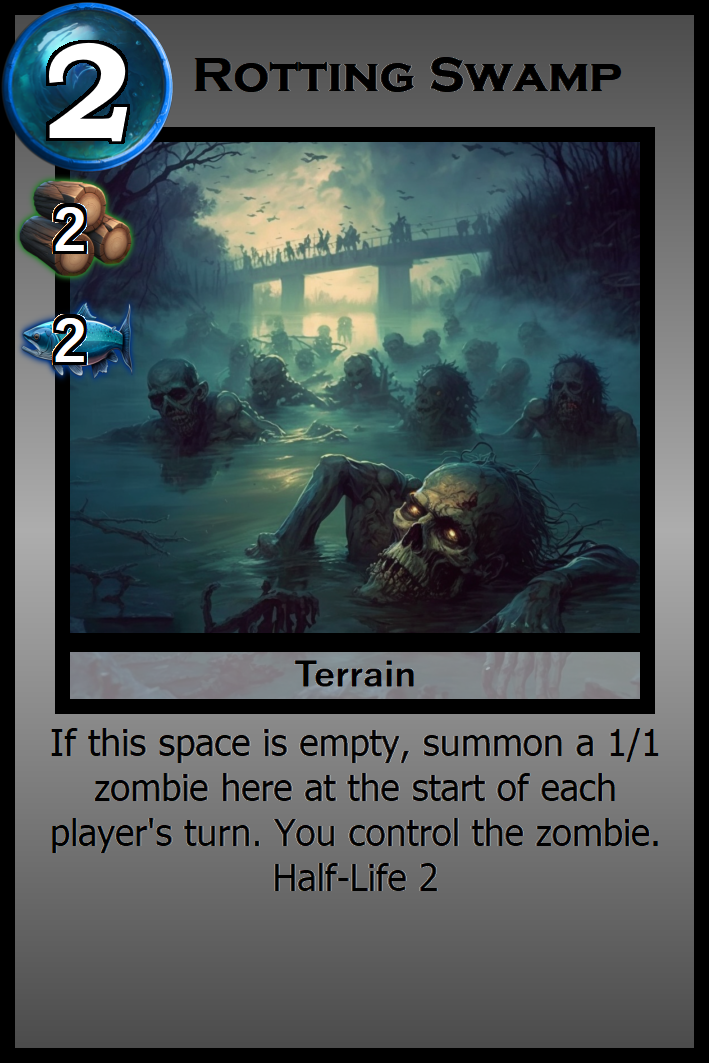 2
Rotting Swamp
2
2
Terrain
If this space is empty, summon a 1/1
zombie here at the start of each
player's turn. You control the zombie.
Half-Life 2